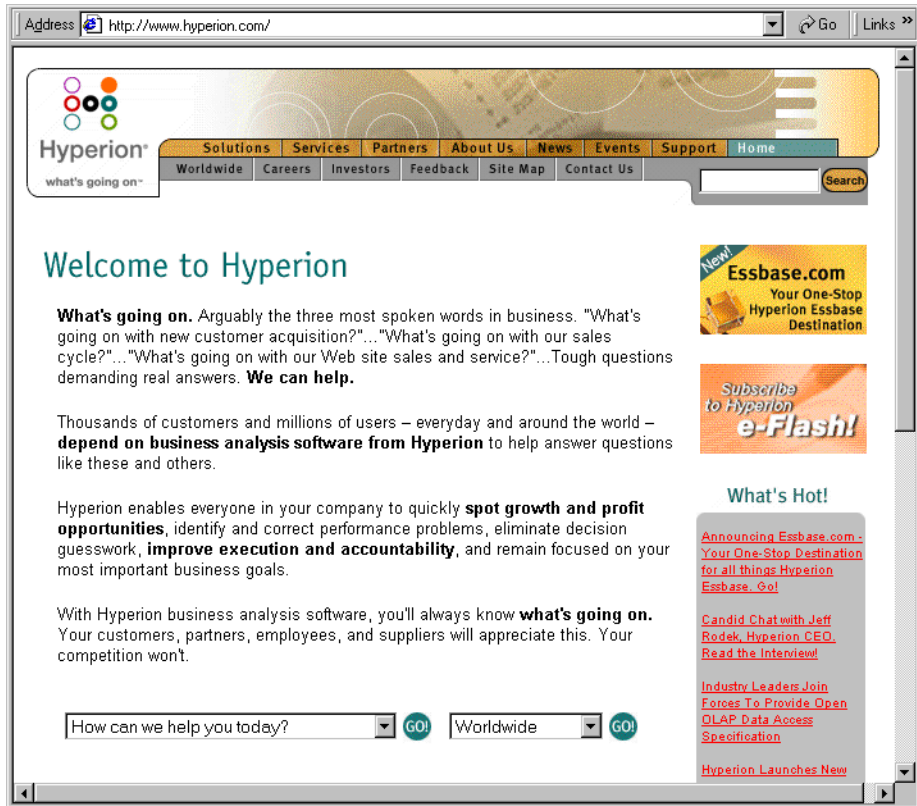 Address http://www.hyperion.com/ Go Links »
Hyperion
what's going on™
Solutions Services Partners About Us News Events Support Home
Worldwide Careers Investors Feedback Site Map Contact Us
Search
Welcome to Hyperion
What's going on. Arguably the three most spoken words in business. "What's
going on with new customer acquisition?"..."What's going on with our sales
cycle?"..."What's going on with our Web site sales and service?"...Tough questions
demanding real answers. We can help.
Thousands of customers and millions of users – everyday and around the world –
depend on business analysis software from Hyperion to help answer questions
like these and others.
Hyperion enables everyone in your company to quickly spot growth and profit
opportunities, identify and correct performance problems, eliminate decision
guesswork, improve execution and accountability, and remain focused on your
most important business goals.
With Hyperion business analysis software, you'll always know what's going on.
Your customers, partners, employees, and suppliers will appreciate this. Your
competition won't.
How can we help you today? GO! Worldwide GO!
New!
Essbase.com
Your One-Stop
Hyperion Essbase
Destination
Subscribe
to Hyperion
e-Flash!
What's Hot!
Announcing Essbase.com -
Your One-Stop Destination
for all things Hyperion
Essbase. Go!
Candid Chat with Jeff
Rodek, Hyperion CEO.
Read the Interview!
Industry Leaders Join
Forces To Provide Open
OLAP Data Access
Specification
Hyperion Launches New